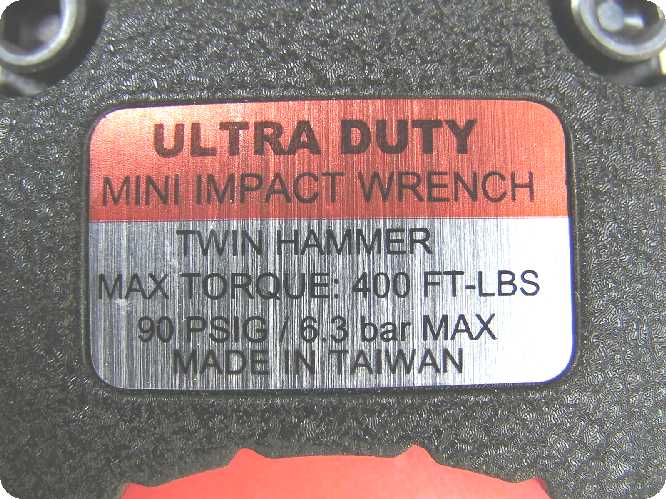 ULTRA DUTY
MINI IMPACT WRENCH
TWIN HAMMER
MAX TORQUE: 400 FT-LBS
90 PSIG / 6.3 bar MAX
MADE IN TAIWAN